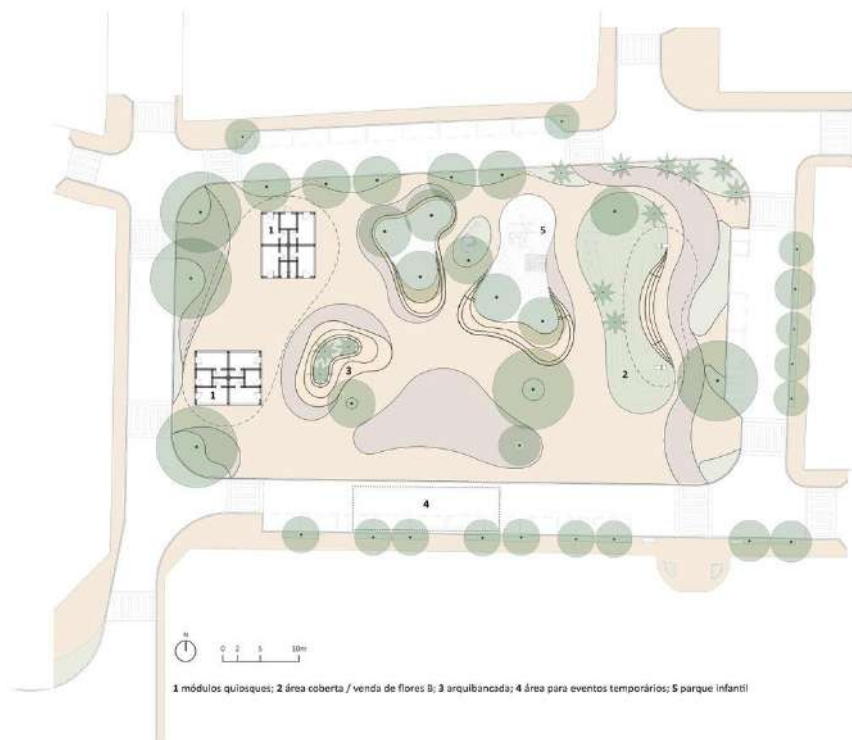 1
5
1
3
2
4
N
0 2 5 10m
1 módulos quiosques; 2 área coberta / venda de flores B; 3 arquibancada; 4 área para eventos temporários; 5 parque infantil